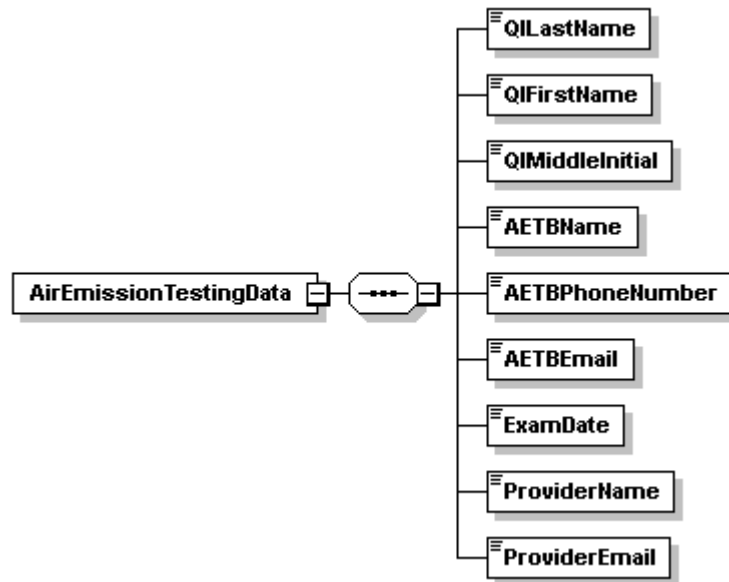 QILastName
QIFirstName
QIMiddleInitial
AETBName
AirEmissionTestingData
AETBPhoneNumber
AETBEmail
ExamDate
ProviderName
ProviderEmail